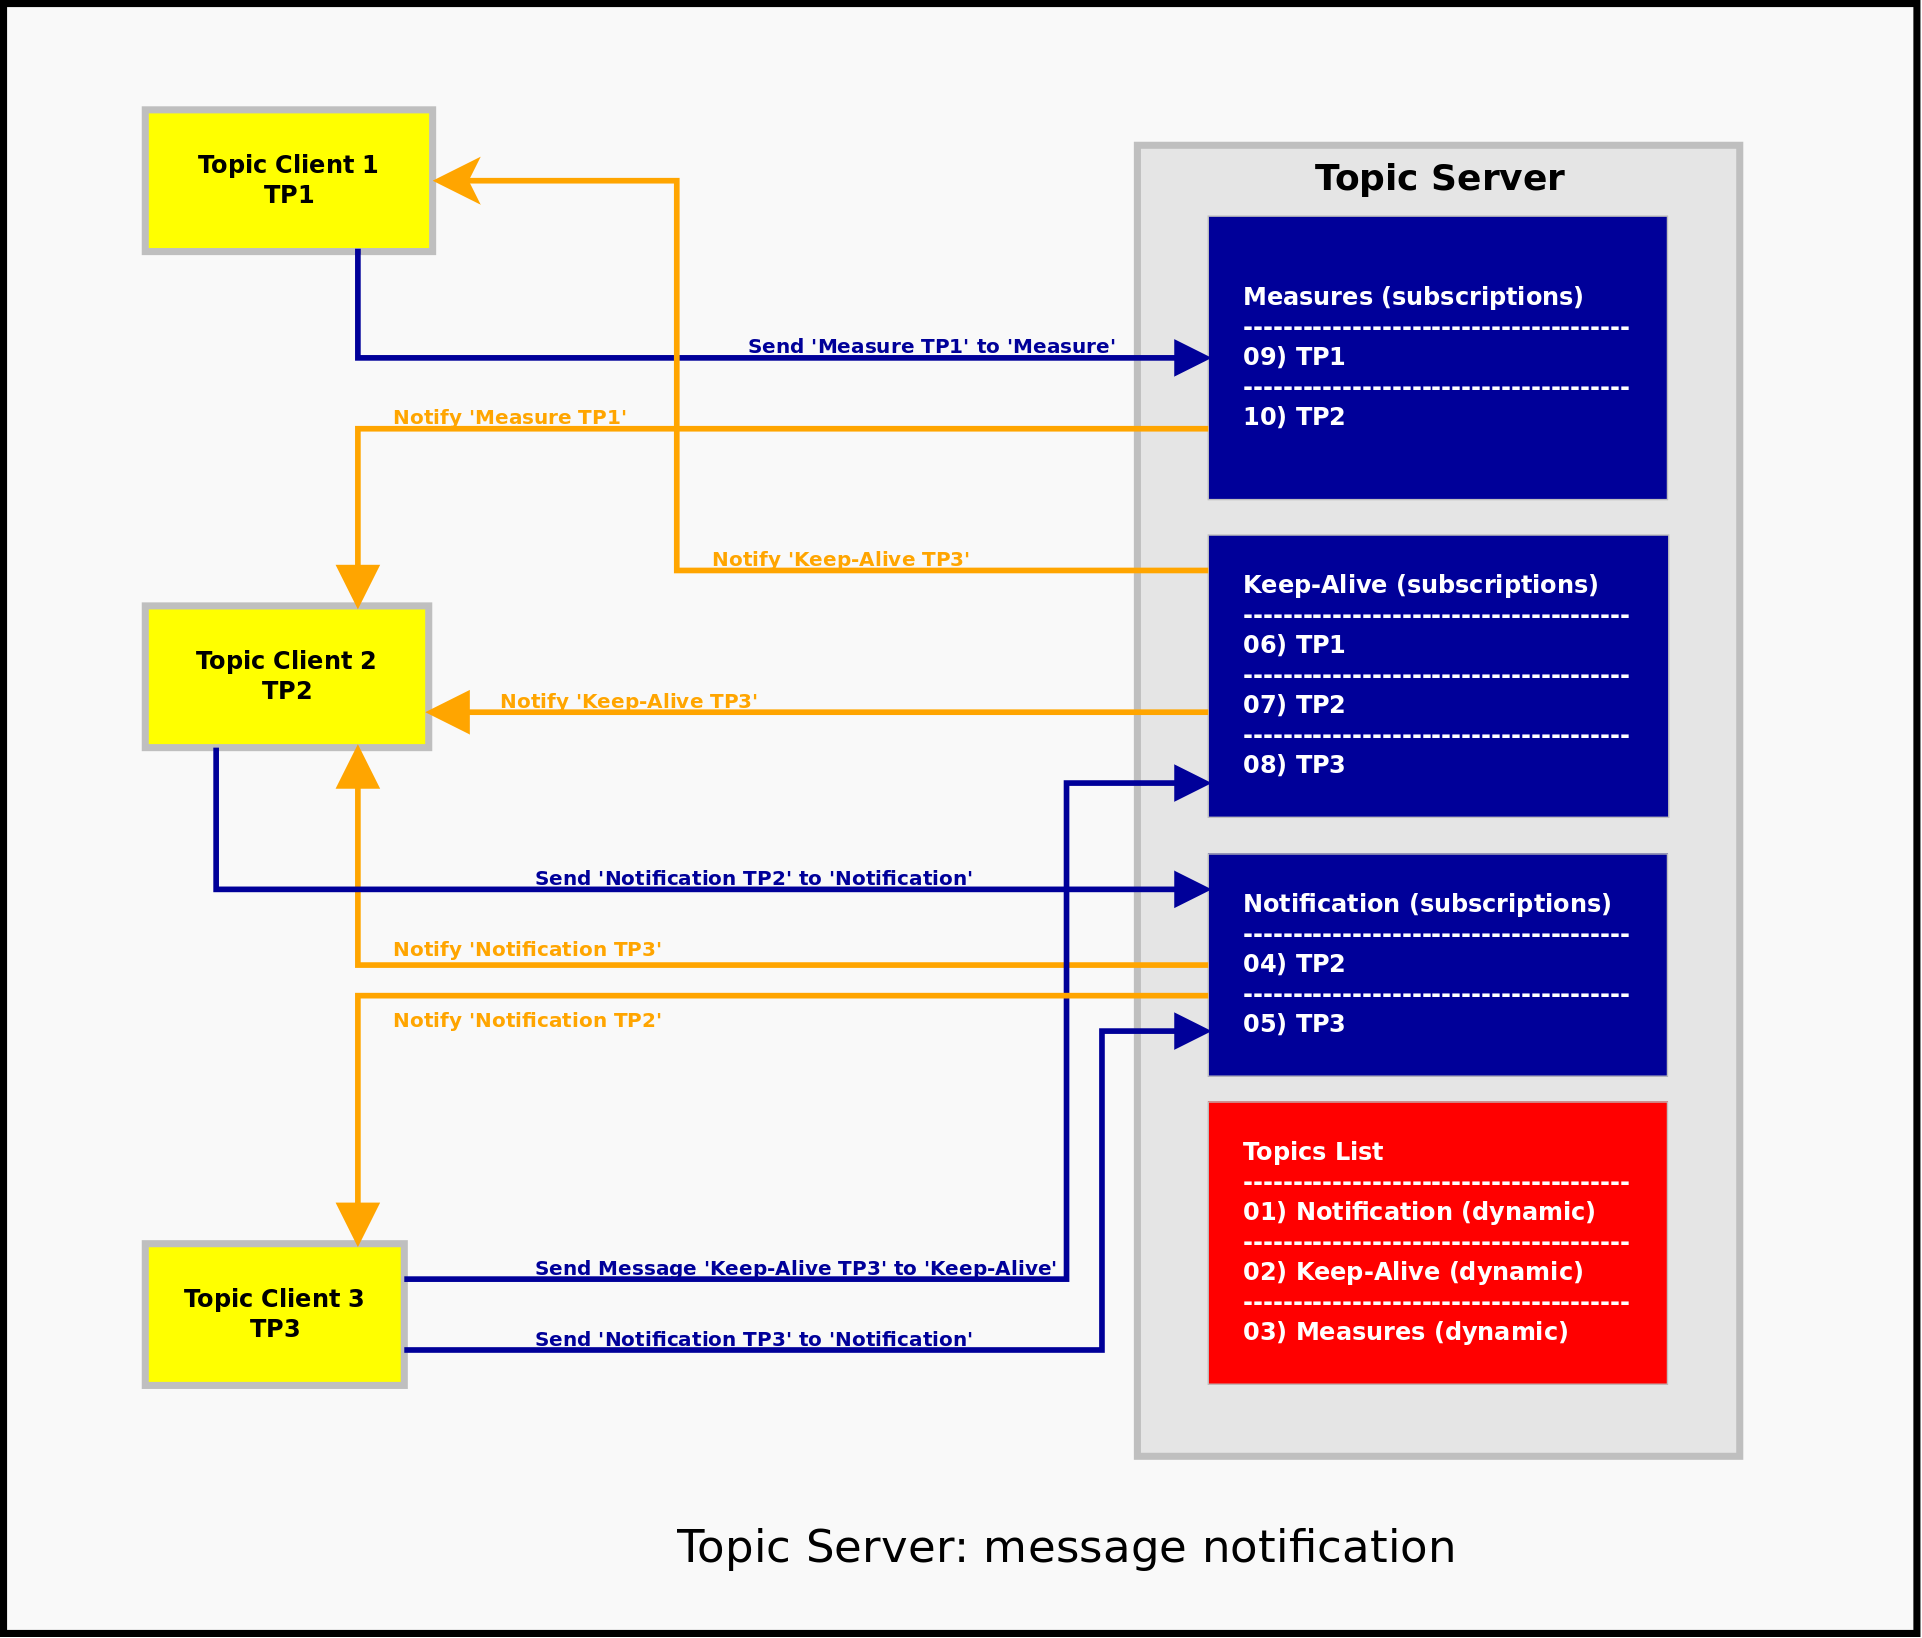 Topic Client 1
TP1
Topic Server
Measures (subscriptions)
---------------------------------------
09) TP1
---------------------------------------
10) TP2
Send 'Measure TP1' to 'Measure'
Notify 'Measure TP1'
Notify 'Keep-Alive TP3'
Keep-Alive (subscriptions)
---------------------------------------
06) TP1
---------------------------------------
07) TP2
---------------------------------------
08) TP3
Topic Client 2
TP2
Notify 'Keep-Alive TP3'
Send 'Notification TP2' to 'Notification'
Notification (subscriptions)
---------------------------------------
04) TP2
---------------------------------------
05) TP3
Notify 'Notification TP3'
Notify 'Notification TP2'
Topics List
---------------------------------------
01) Notification (dynamic)
---------------------------------------
02) Keep-Alive (dynamic)
---------------------------------------
03) Measures (dynamic)
Topic Client 3
TP3
Send Message 'Keep-Alive TP3' to 'Keep-Alive'
Send 'Notification TP3' to 'Notification'
Topic Server: message notification